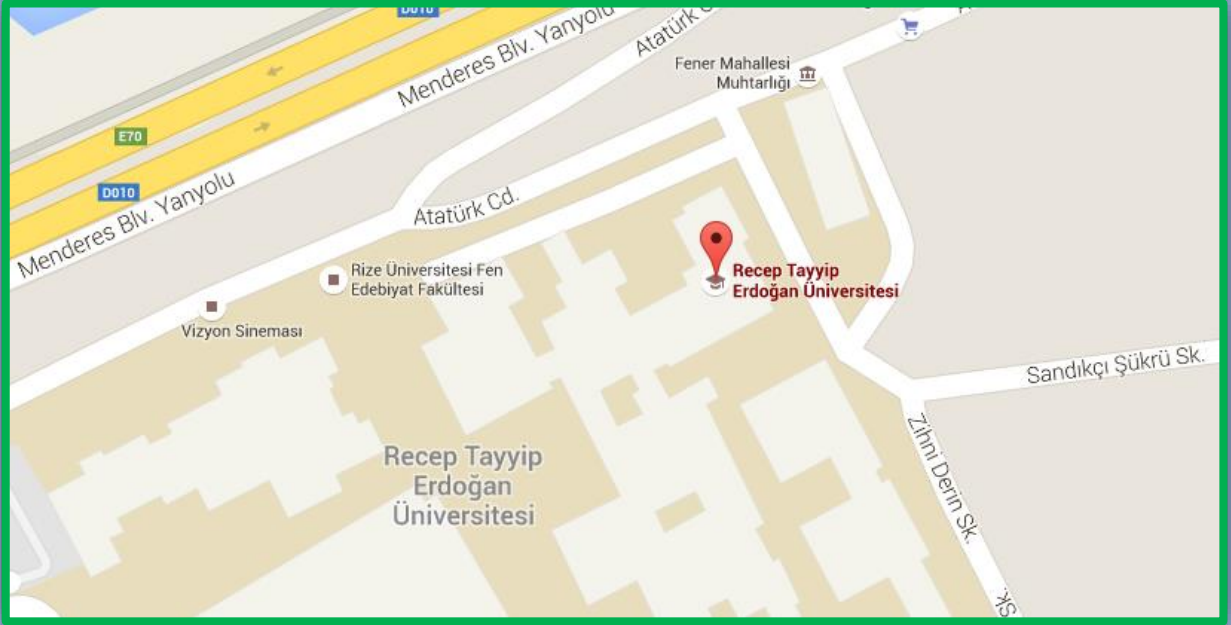 D010
Menderes Blv. Yanyolu
Atatürk
Fener Mahallesi
Muhtarlığı
E70
D010
Menderes Blv. Yanyolu
Atatürk Cd.
Rize Üniversitesi Fen
Edebiyat Fakültesi
Recep Tayyip
Erdoğan Üniversitesi
Vizyon Sineması
Sandıkçı Şükrü Sk.
Zihni Derin Sk.
Recep Tayyip
Erdoğan
Üniversitesi
Sk.